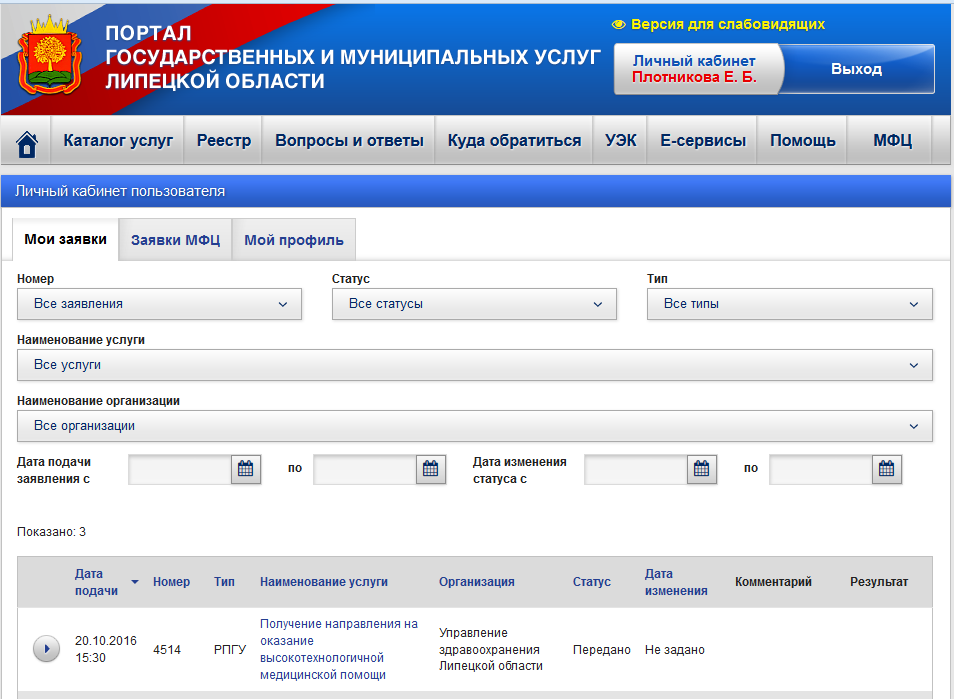 ПОРТАЛ
ГОСУДАРСТВЕННЫХ И МУНИЦИПАЛЬНЫХ УСЛУГ
ЛИПЕЦКОЙ ОБЛАСТИ
Версия для слабовидящих
Личный кабинет
Плотникова Е. Б.
Выход
Каталог услуг Реестр Вопросы и ответы Куда обратиться УЭК Е-сервисы Помощь МФЦ
Личный кабинет пользователя
Мои заявки Заявки МФЦ Мой профиль
Номер Статус Тип
Все заявления Все статусы Все типы
Наименование услуги
Все услуги
Наименование организации
Все организации
Дата подачи
заявления с
по
Дата изменения
статуса с
по
Показано: 3
Дата
подачи
Номер
Тип
Наименование услуги
Организация
Статус
Дата
изменения
Комментарий
Результат
20.10.2016
15:30
4514
РПГУ
Получение направления на
оказание
высокотехнологичной
медицинской помощи
Управление
здравоохранения
Липецкой области
Передано
Не задано